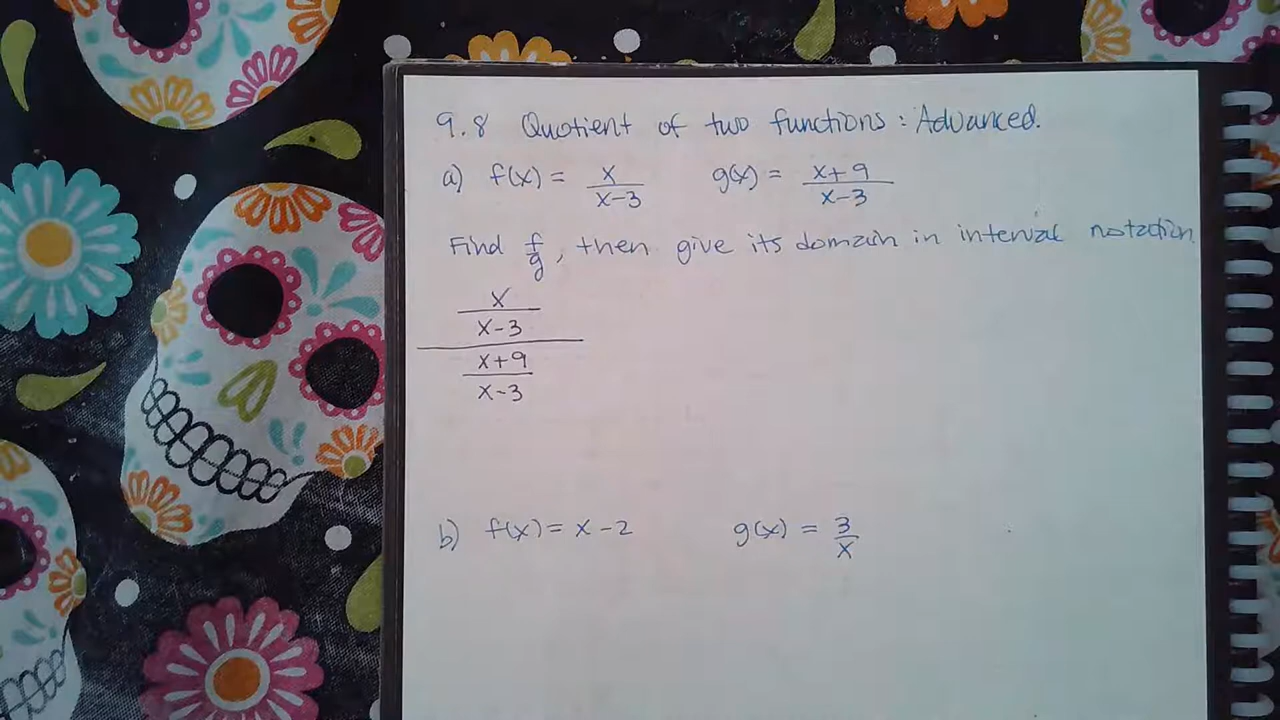 9.8 Quotient of two functions: Advanced.
a) f(x) = x/(x-3) g(x) = (x+9)/(x-3)
Find f/g, then give its domain in interval notation
x
x-3
x+9
x-3
b) f(x) = x-2 g(x) = 3/x